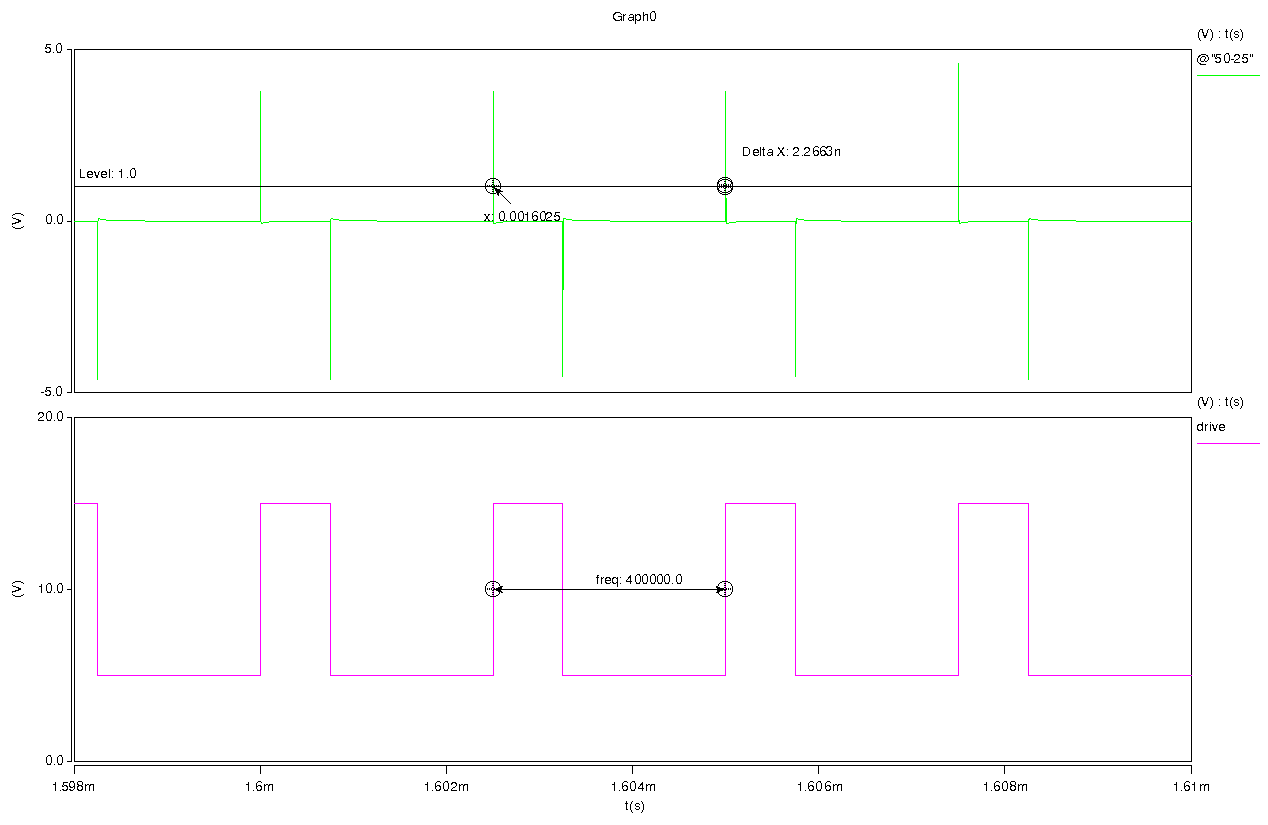 Graph0
(V) : t(s)
@"50-25"
5.0
Delta X: 2.2663n
Level: 1.0
x: 0.0016025
0.0
(V)
-5.0
(V) : t(s)
20.0
drive
freq: 400000.0
10.0
(V)
0.0
1.598m 1.6m 1.602m 1.604m 1.606m 1.608m 1.61m
t(s)